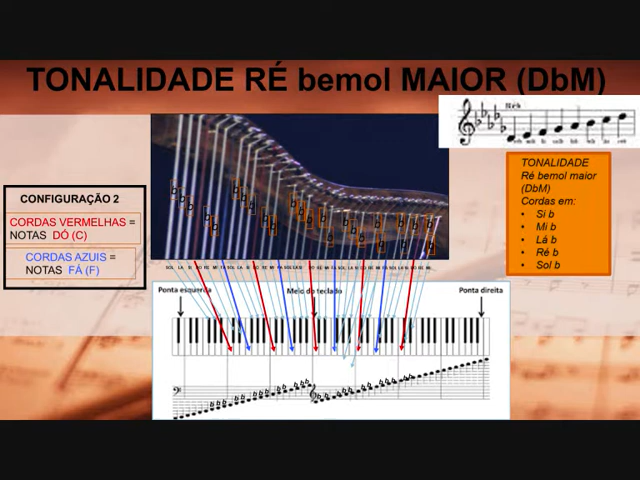 TONALIDADE RÉ bemol MAIOR (DbM)
TONALIDADE
Ré bemol maior
(DbM)
Cordas em:
• Si b
• Mi b
• Lá b
• Ré b
• Sol b
CONFIGURAÇÃO 2
CORDAS VERMELHAS =
NOTAS DÓ (C)
CORDAS AZUIS =
NOTAS FÁ (F)
Ponta esquerda
Meio do teclado
Ponta direita